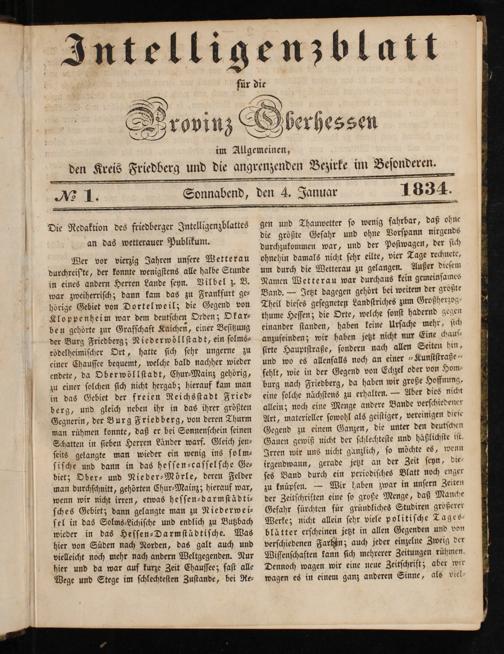 Intelligenzblatt
für die
Provinz Oberhessen
im Allgemeinen,
den Kreis Friedberg und die angrenzenden Bezirke im Besonderen.
№ 1. Sonnabend, den 4. Januar 1834.
Die Redaktion des friedberger Intelligenzblattes
an das wetterauer Publikum.
Wer vor vierzig Jahren unsere Wetterau
durchreis'te, der konnte wenigstens alle halbe Stunde
in eines andern Herren Lande seyn. Vilbel z. B.
war zweiherrisch; dann kam das zu Frankfurt ge-
hörige Gebiet von Dortelweil; die Gegend von
Kloppenheim war dem deutschen Orden; Okar-
ben gehörte zur Grafschaft Kaichen, einer Besitzung
der Burg Friedberg; Niederwöllstadt, ein solms-
rödelheimischer Ort, hatte sich sehr ungerne zu
einer Chaussee bequemt, welche bald nachher wieder
endete, da Oberwöllstadt, Chur-Mainz gehörig,
zu einer solchen sich nicht hergab; hierauf kam man
in das Gebiet der freien Reichsstadt Fried-
berg, und gleich neben ihr in das ihrer größten
Gegnerin, der Burg Friedberg, von deren Thurm
man rühmen konnte, daß er bei Sonnenschein seinen
Schatten in sieben Herren Länder warf. Gleich jen-
seits gelangte man wieder ein wenig ins solm-
sische und dann in das hessen-casselsche Ge-
biet; Ober- und Nieder-Mörle, deren Felder
man durchschnitt, gehörten Chur-Mainz; hierauf war,
wenn wir nicht irren, etwas hessen-darmstädti-
sches Gebiet; dann gelangte man zu Niederwei-
sel in das Solms-Lichische und endlich zu Butzbach
wieder in das Hessen-Darmstädtische. Was
hier von Süden nach Norden, das galt auch und
vielleicht noch mehr nach andern Weltgegenden. Nur
hier und da war auf kurze Zeit Chaussee; fast alle
Wege und Stege im schlechtesten Zustande, bei Re-
gen und Thauwetter so wenig fahrbar, daß ohne
die größte Gefahr und ohne Vorspann nirgends
durchzukommen war, und der Postwagen, der sich
ohnehin damals nicht sehr eilte, vier Tage rechnete,
um durch die Wetterau zu gelangen. Außer diesem
Namen Wetterau war durchaus kein gemeinsames
Band. — Jetzt dagegen gehört bei weitem der größte
Theil dieses gesegneten Landstriches zum Großherzog-
thume Hessen; die Orte, welche sonst hadernd gegen
einander standen, haben keine Ursache mehr, sich
anzufeinden; wir haben jetzt nicht nur Eine chaus-
sirte Hauptstraße, sondern nach allen Seiten hin,
und wo es allenfalls noch an einer „Kunststraße“
fehlt, wie in der Gegend von Echzel oder von Hom-
burg nach Friedberg, da haben wir große Hoffnung,
eine solche nächstens zu erhalten. — Aber dies nicht
allein; noch eine Menge andere Bande verschiedener
Art, materieller sowohl als geistiger, vereinigen diese
Gegend zu einem Ganzen, die unter den deutschen
Gauen gewiß nicht der schlechteste und häßlichste ist.
Irren wir uns nicht gänzlich, so möchte es, wenn
irgendwann, gerade jetzt an der Zeit seyn, die-
ses Band durch ein periodisches Blatt noch enger
zu knüpfen. — Wir haben zwar in unsern Zeiten
der Zeitschriften eine so große Menge, daß Manche
Gefahr fürchten für gründliches Studiren größerer
Werke; nicht allein sehr viele politische Tages-
blätter erscheinen jetzt in allen Gegenden und von
verschiedenen Farben; auch jeder einzelne Zweig der
Wissenschaften kann sich mehrerer Zeitungen rühmen.
Dennoch wagen wir eine neue Zeitschrift; aber wir
wagen es in einem ganz anderen Sinne, als viel-